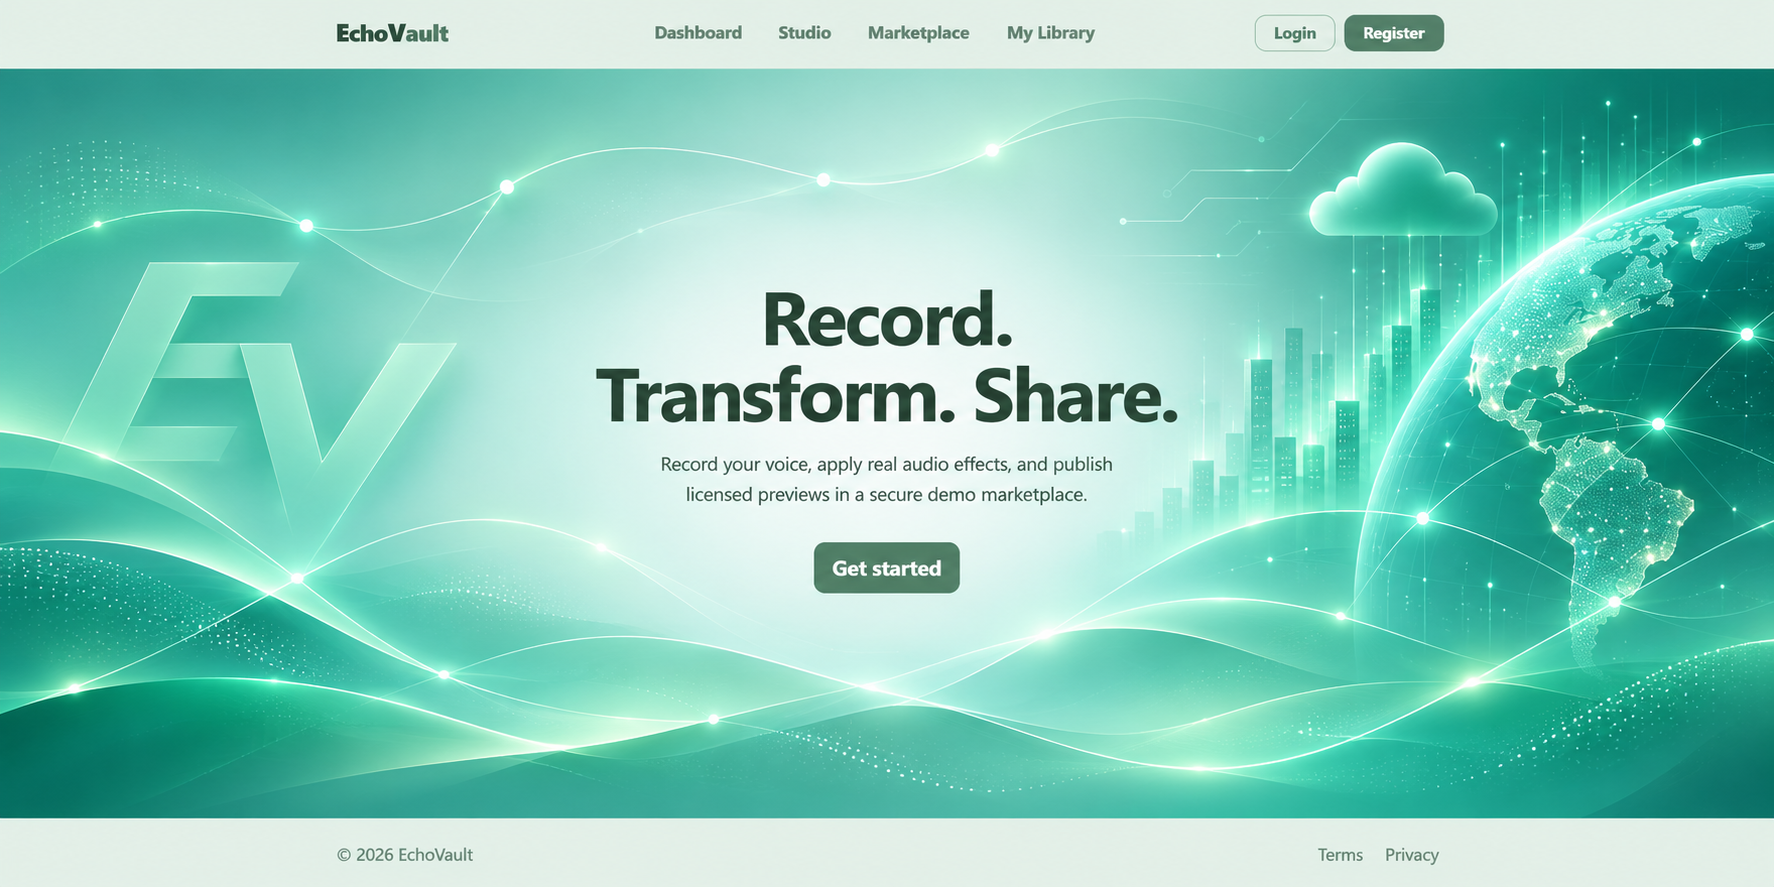 EchoVault
Dashboard
Studio
Marketplace
My Library
Login
Register
EV
Record.
Transform. Share.
Record your voice, apply real audio effects, and publish
licensed previews in a secure demo marketplace.
Get started
© 2026 EchoVault
Terms
Privacy